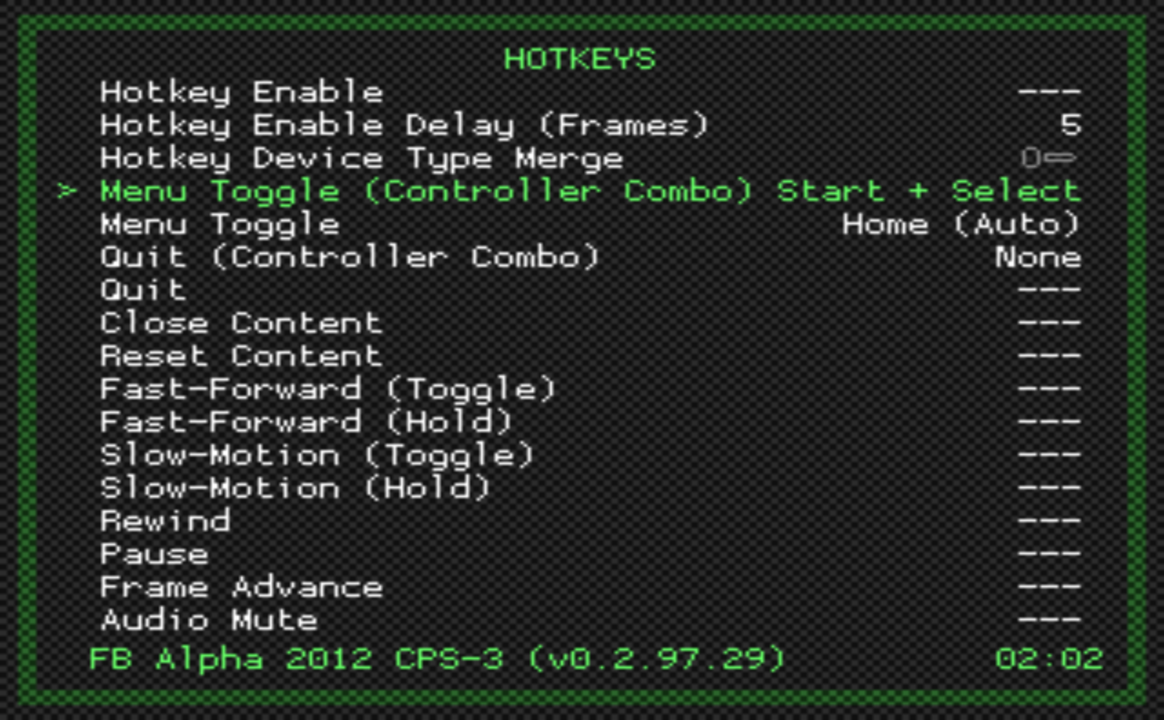 HOTKEYS
Hotkey Enable ---
Hotkey Enable Delay (Frames) 5
Hotkey Device Type Merge
> Menu Toggle (Controller Combo) Start + Select
Menu Toggle Home (Auto)
Quit (Controller Combo) None
Quit ---
Close Content ---
Reset Content ---
Fast-Forward (Toggle) ---
Fast-Forward (Hold) ---
Slow-Motion (Toggle) ---
Slow-Motion (Hold) ---
Rewind ---
Pause ---
Frame Advance ---
Audio Mute ---
FB Alpha 2012 CPS-3 (v0.2.97.29) 02:02